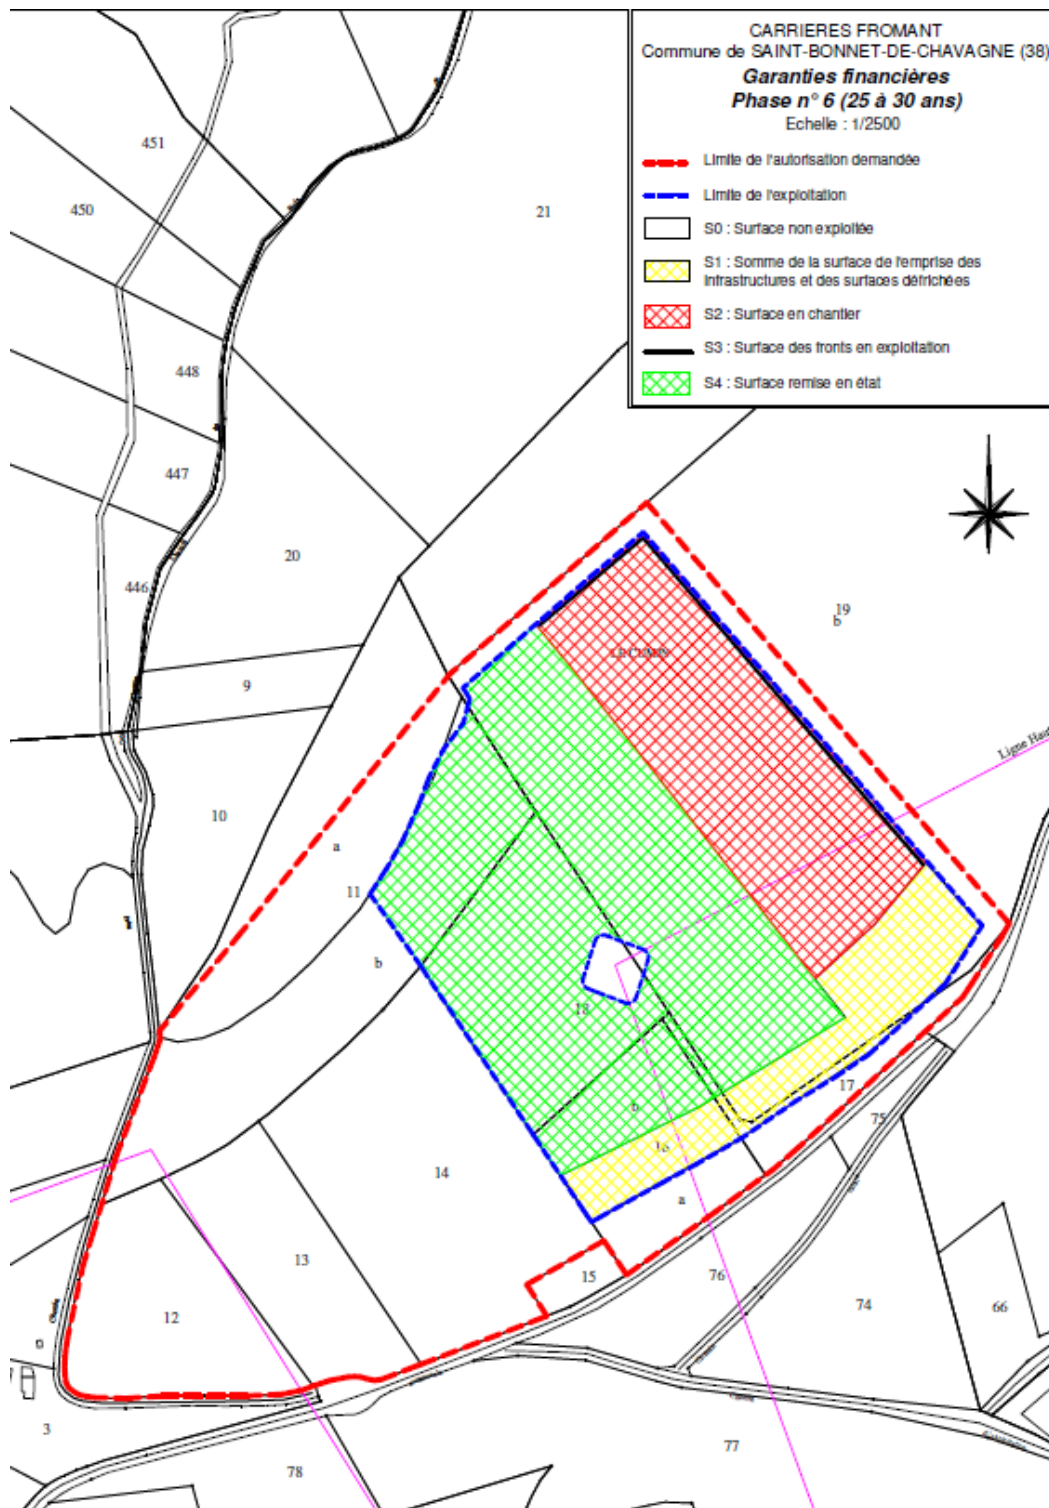 CARRIERES FROMANT
Commune de SAINT-BONNET-DE-CHAVAGNE (38)
Garanties financières
Phase n° 6 (25 à 30 ans)
Echelle : 1/2500
Limite de l'autorisation demandée
Limite de l'exploitation
S0 : Surface non exploitée
S1 : Somme de la surface de l'emprise des
infrastructures et des surfaces défrichées
S2 : Surface en chantier
S3 : Surface des fronts en exploitation
S4 : Surface remise en état
451
450
21
448
447
20
446
19
b
9
Ligne Haut
10
a
11
b
18
17
75
b
16
14
a
13
15
76
12
74
66
3
77
78